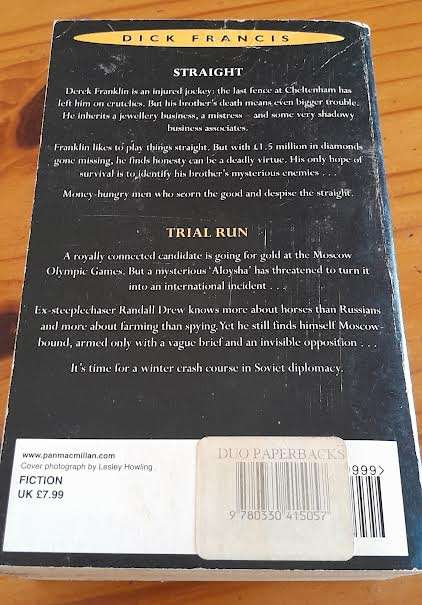 DICK FRANCIS
STRAIGHT
Derek Franklin is an injured jockey: the last fence at Cheltenham has
left him on crutches. But his brother's death means even bigger trouble.
He inherits a jewellery business, a mistress – and some very shadowy
business associates.
Franklin likes to play things straight. But with £1.5 million in diamonds
gone missing, he finds honesty can be a deadly virtue. His only hope of
survival is to identify his brother's mysterious enemies . . .
Money-hungry men who scorn the good and despise the straight.
TRIAL RUN
A royally connected candidate is going for gold at the Moscow
Olympic Games. But a mysterious 'Aloysha' has threatened to turn it
into an international incident . . .
Ex-steeplechaser Randall Drew knows more about horses than Russians
and more about farming than spying. Yet he still finds himself Moscow-
bound, armed only with a vague brief and an invisible opposition . . .
It's time for a winter crash course in Soviet diplomacy.
www.panmacmillan.com
Cover photograph by Lesley Howling
FICTION
UK £7.99
DUO PAPERBACKS
9 780330 415057
999>